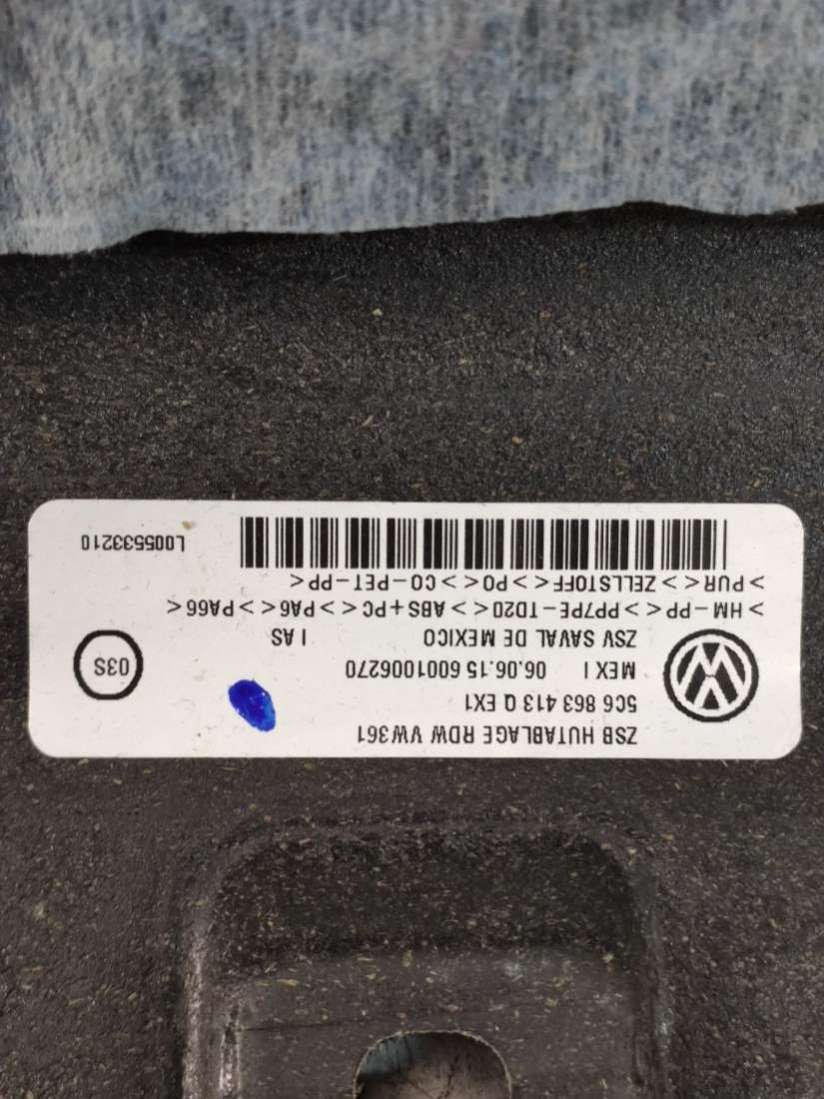 ZSB HUTABLAGE RDW VW361
5C6 863 413 Q EX1
MEX I 06.06.15 6001006270
03S
ZSV SAVAL DE MEXICO I AS
>HM-PP< >PP7PE-TD20< >ABS+PC< >PA6< >PA66<
>PUR< >ZELLSTOFF< >PO< >CO-PET-PP<
L005533210